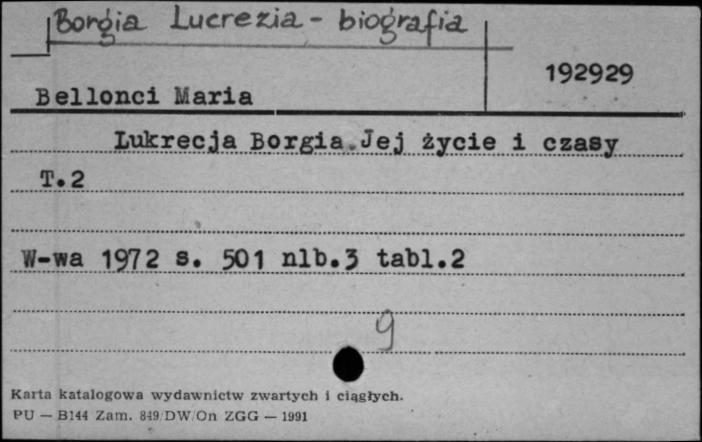 Borgia Lucrezia - biografia
192929
Bellonci Maria
Lukrecja Borgia.Jej życie i czasy
T.2
W-wa 1972 s. 501 nlb.3 tabl.2
9
Karta katalogowa wydawnictw zwartych i ciągłych.
PU — B144 Zam. 849/DW/On ZGG — 1991